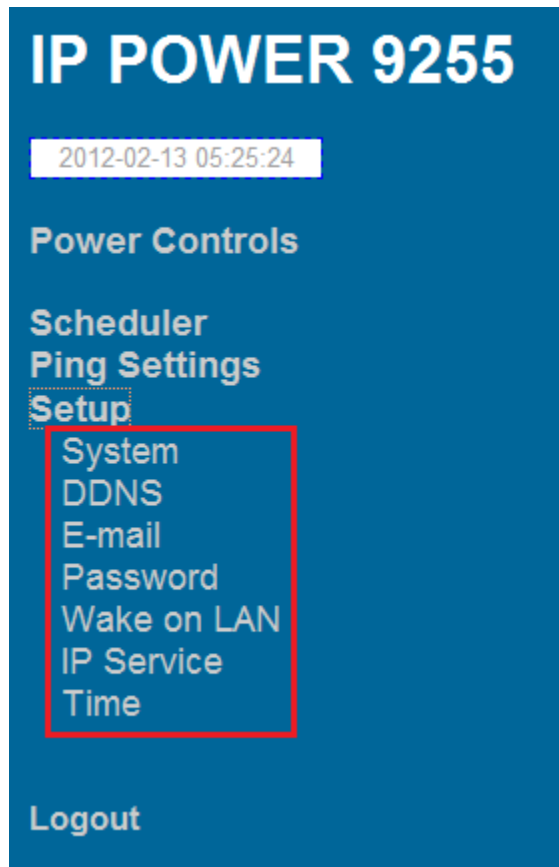 IP POWER 9255
2012-02-13 05:25:24
Power Controls
Scheduler
Ping Settings
Setup
System
DDNS
E-mail
Password
Wake on LAN
IP Service
Time
Logout